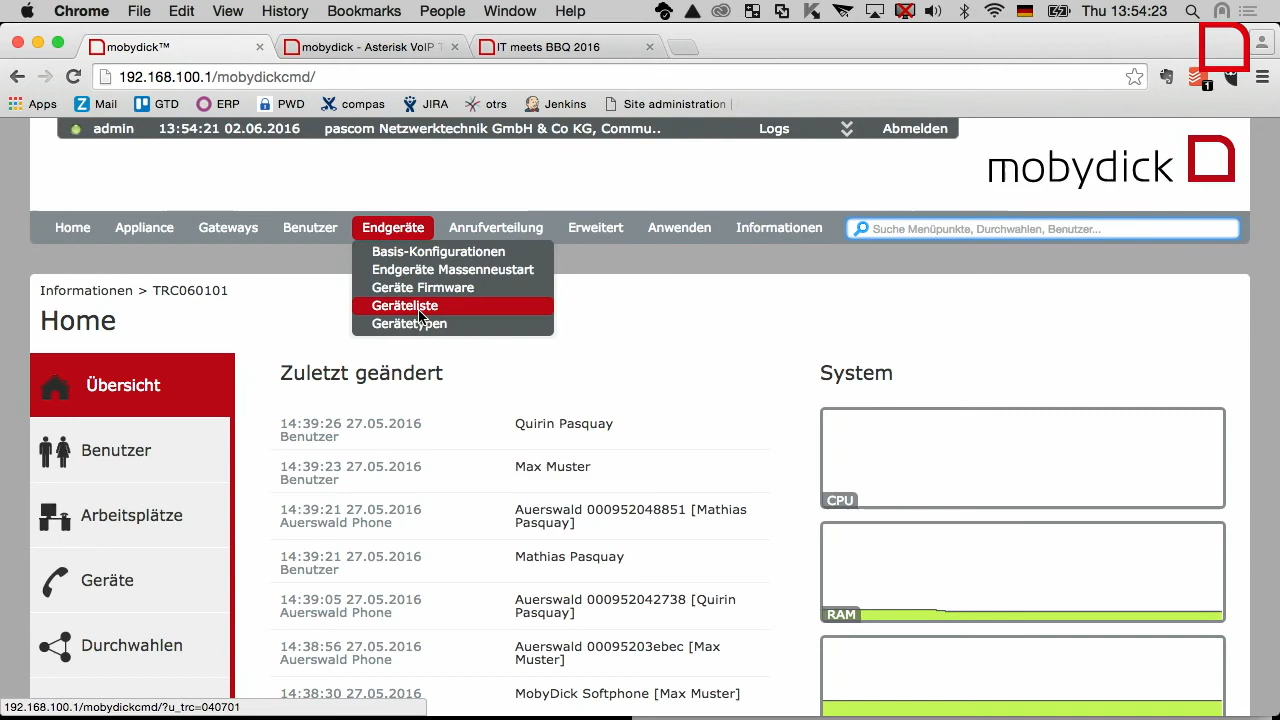 Chrome File Edit View History Bookmarks People Window Help Thu 13:54:23
mobydick™ mobydick - Asterisk VoIP T IT meets BBQ 2016
192.168.100.1/mobydickcmd/ 1
Apps Mail GTD ERP PWD compas JIRA otrs Jenkins Site administration
admin 13:54:21 02.06.2016 pascom Netzwerktechnik GmbH & Co KG, Commu.. Logs Abmelden
mobydick
Home Appliance Gateways Benutzer Endgeräte Anrufverteilung Erweitert Anwenden Informationen Suche Menüpunkte, Durchwahlen, Benutzer...
Basis-Konfigurationen
Endgeräte Massenneustart
Geräte Firmware
Geräteliste
Gerätetypen
Informationen > TRC060101
Home
Übersicht
Benutzer
Arbeitsplätze
Geräte
Durchwahlen
Zuletzt geändert
14:39:26 27.05.2016 Quirin Pasquay
Benutzer
14:39:23 27.05.2016 Max Muster
Benutzer
14:39:21 27.05.2016 Auerswald 000952048851 [Mathias
Auerswald Phone Pasquay]
14:39:21 27.05.2016 Mathias Pasquay
Benutzer
14:39:05 27.05.2016 Auerswald 000952042738 [Quirin
Auerswald Phone Pasquay]
14:38:56 27.05.2016 Auerswald 00095203ebec [Max
Auerswald Phone Muster]
14:38:30 27.05.2016 MobyDick Softphone [Max Muster]
System
CPU
RAM
192.168.100.1/mobydickcmd/?u_trc=040701